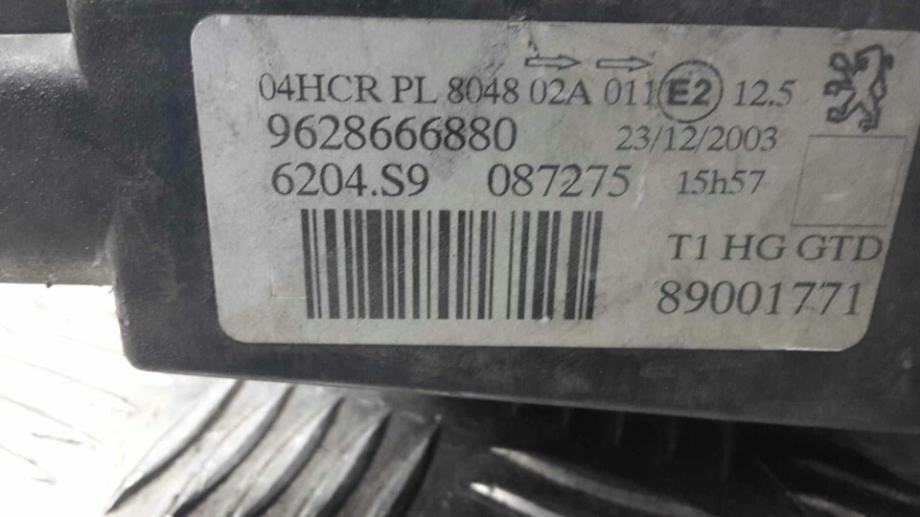 04HCR PL 8048 02A 011 E2 12.5
9628666880 23/12/2003
6204.S9 087275 15h57
T1 HG GTD
89001771